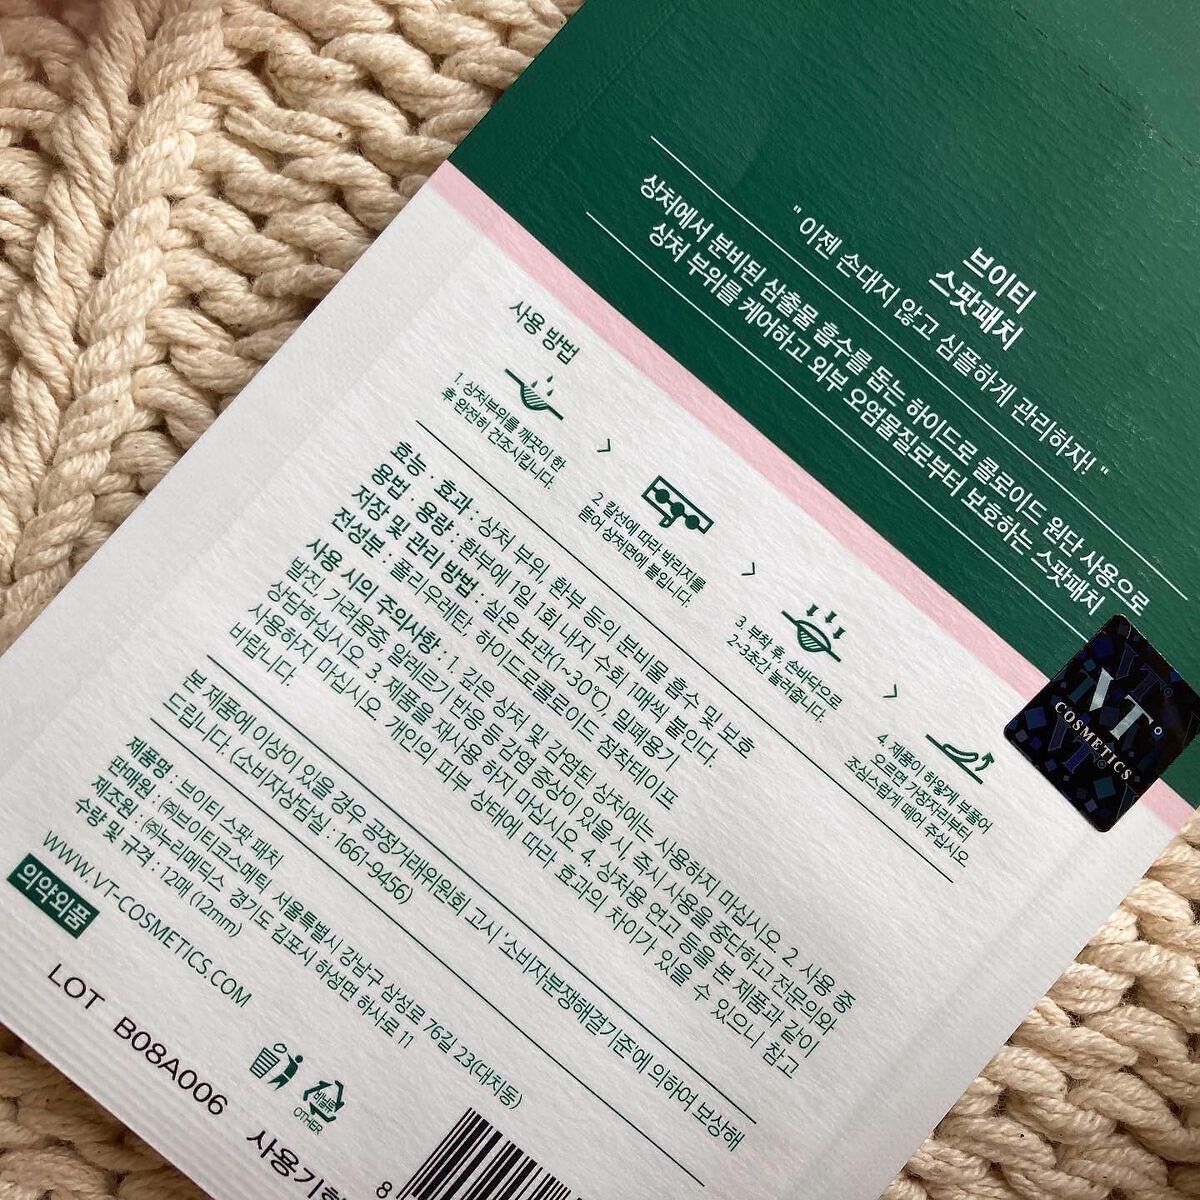 브이티
스팟패치
" 이젠 손대지 않고 심플하게 관리하자! "
상처에서 분비된 삼출물 흡수를 돕는 하이드로 콜로이드 원단 사용으로
상처 부위를 케어하고 외부 오염물질로부터 보호하는 스팟패치
VT
COSMETICS
사용 방법
1. 상처부위를 깨끗이 한
후 완전히 건조시킵니다.
2. 칼선에 따라 박리지를
뜯어 상처면에 붙입니다.
3. 부착 후, 손바닥으로
2~3초간 눌러줍니다.
4. 제품이 하얗게 부풀어
오르면 가장자리부터
조심스럽게 떼어 주십시오.
효능 · 효과 : 상처 부위, 환부 등의 분비물 흡수 및 보호
용법 · 용량 : 환부에 1일 1회 내지 수회 1매씩 붙인다.
저장 및 관리 방법 : 실온 보관(1~30℃) 밀폐용기
전성분 : 폴리우레탄, 하이드로콜로이드 점착테이프
사용 시의 주의사항 : 1. 깊은 상처 및 감염된 상처에는 사용하지 마십시오. 2. 사용 중
발진, 가려움증, 알레르기 반응 등 감염 증상이 있을 시, 즉시 사용을 중단하고 전문의와
상담하십시오. 3. 제품을 재사용 하지 마십시오. 4. 상처용 연고 등을 본 제품과 같이
사용하지 마십시오. 개인의 피부 상태에 따라 효과의 차이가 있을 수 있으니 참고
바랍니다.
본 제품에 이상이 있을 경우 공정거래위원회 고시 '소비자분쟁해결기준'에 의하여 보상해
드립니다. (소비자상담실 : 1661-9456)
제품명 : 브이티 스팟 패치
판매원 : ㈜브이티코스메틱 서울특별시 강남구 삼성로 76길 23(대치동)
제조원 : ㈜누리메딕스 경기도 김포시 하성면 하사로 11
수량 및 규격 : 12매 (12mm)
WWW.VT-COSMETICS.COM
의약외품
비닐류
OTHER
LOT B08A006
사용기한
8